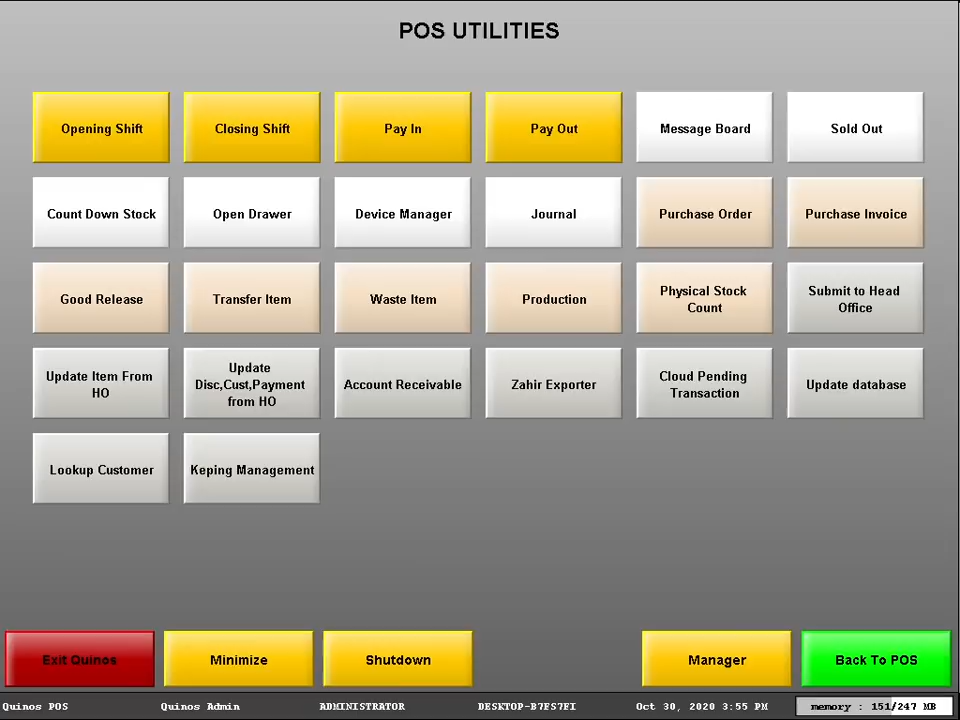 POS UTILITIES
Opening Shift
Closing Shift
Pay In
Pay Out
Message Board
Sold Out
Count Down Stock
Open Drawer
Device Manager
Journal
Purchase Order
Purchase Invoice
Good Release
Transfer Item
Waste Item
Production
Physical Stock
Count
Submit to Head
Office
Update Item From
HO
Update
Disc,Cust,Payment
from HO
Account Receivable
Zahir Exporter
Cloud Pending
Transaction
Update database
Lookup Customer
Keping Management
Exit Quinos
Minimize
Shutdown
Manager
Back To POS
Quinos POS
Quinos Admin
ADMINISTRATOR
DESKTOP-B7FS7EI
Oct 30, 2020 3:55 PM
memory : 151/247 MB